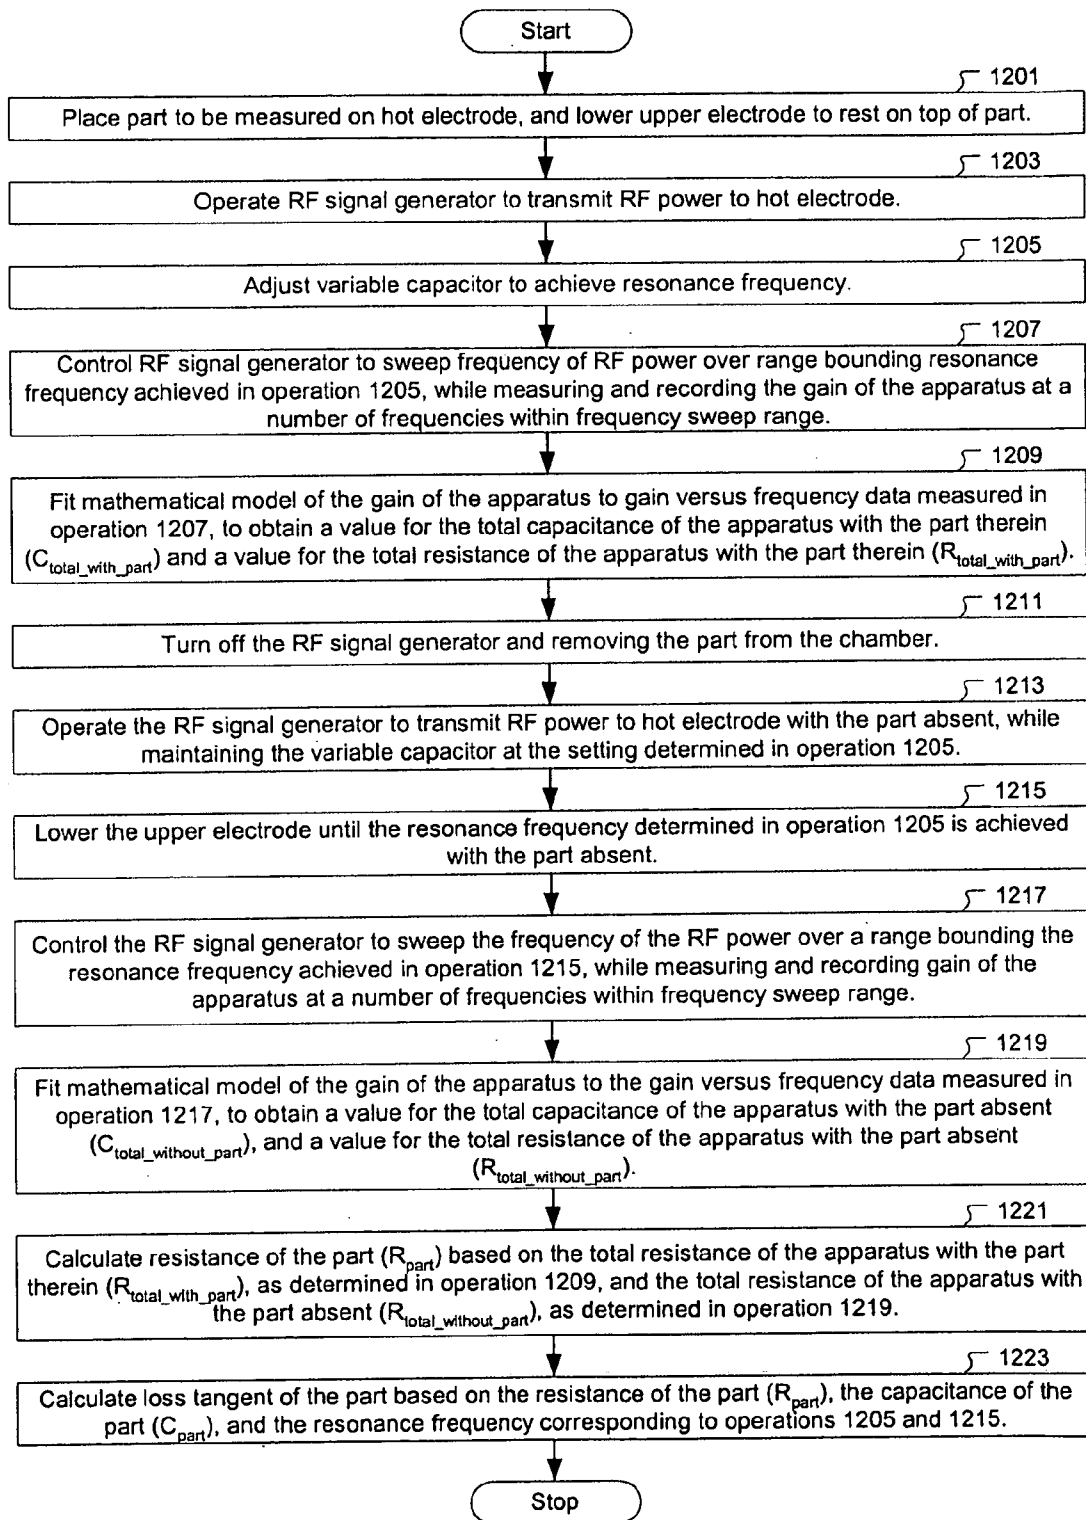 Start
1201
Place part to be measured on hot electrode, and lower upper electrode to rest on top of part.
1203
Operate RF signal generator to transmit RF power to hot electrode.
1205
Adjust variable capacitor to achieve resonance frequency.
1207
Control RF signal generator to sweep frequency of RF power over range bounding resonance
frequency achieved in operation 1205, while measuring and recording the gain of the apparatus at a
number of frequencies within frequency sweep range.
1209
Fit mathematical model of the gain of the apparatus to gain versus frequency data measured in
operation 1207, to obtain a value for the total capacitance of the apparatus with the part therein
(C_total_with_part) and a value for the total resistance of the apparatus with the part therein (R_total_with_part).
1211
Turn off the RF signal generator and removing the part from the chamber.
1213
Operate the RF signal generator to transmit RF power to hot electrode with the part absent, while
maintaining the variable capacitor at the setting determined in operation 1205.
1215
Lower the upper electrode until the resonance frequency determined in operation 1205 is achieved
with the part absent.
1217
Control the RF signal generator to sweep the frequency of the RF power over a range bounding the
resonance frequency achieved in operation 1215, while measuring and recording gain of the
apparatus at a number of frequencies within frequency sweep range.
1219
Fit mathematical model of the gain of the apparatus to the gain versus frequency data measured in
operation 1217, to obtain a value for the total capacitance of the apparatus with the part absent
(C_total_without_part), and a value for the total resistance of the apparatus with the part absent
(R_total_without_part).
1221
Calculate resistance of the part (R_part) based on the total resistance of the apparatus with the part
therein (R_total_with_part), as determined in operation 1209, and the total resistance of the apparatus with
the part absent (R_total_without_part), as determined in operation 1219.
1223
Calculate loss tangent of the part based on the resistance of the part (R_part), the capacitance of the
part (C_part), and the resonance frequency corresponding to operations 1205 and 1215.
Stop